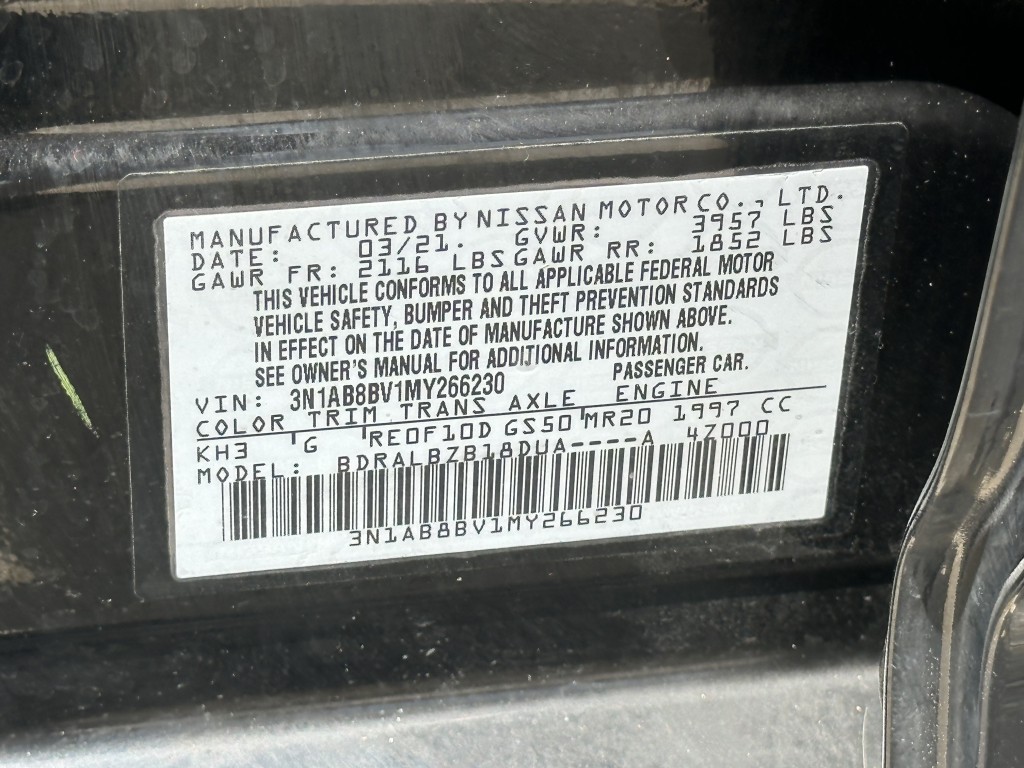 MANUFACTURED BY NISSAN MOTOR CO., LTD.
DATE: 03/21. GVWR: 3957 LBS
GAWR FR: 2116 LBS GAWR RR: 1852 LBS
THIS VEHICLE CONFORMS TO ALL APPLICABLE FEDERAL MOTOR
VEHICLE SAFETY, BUMPER AND THEFT PREVENTION STANDARDS
IN EFFECT ON THE DATE OF MANUFACTURE SHOWN ABOVE.
SEE OWNER'S MANUAL FOR ADDITIONAL INFORMATION.
VIN: 3N1AB8BV1MY266230 PASSENGER CAR.
COLOR TRIM TRANS AXLE ENGINE
KH3 'G 'RE0F10D GS50'MR20 1997 CC
MODEL: BDRALBZB18DUA----A 4Z000
3N1AB8BV1MY266230